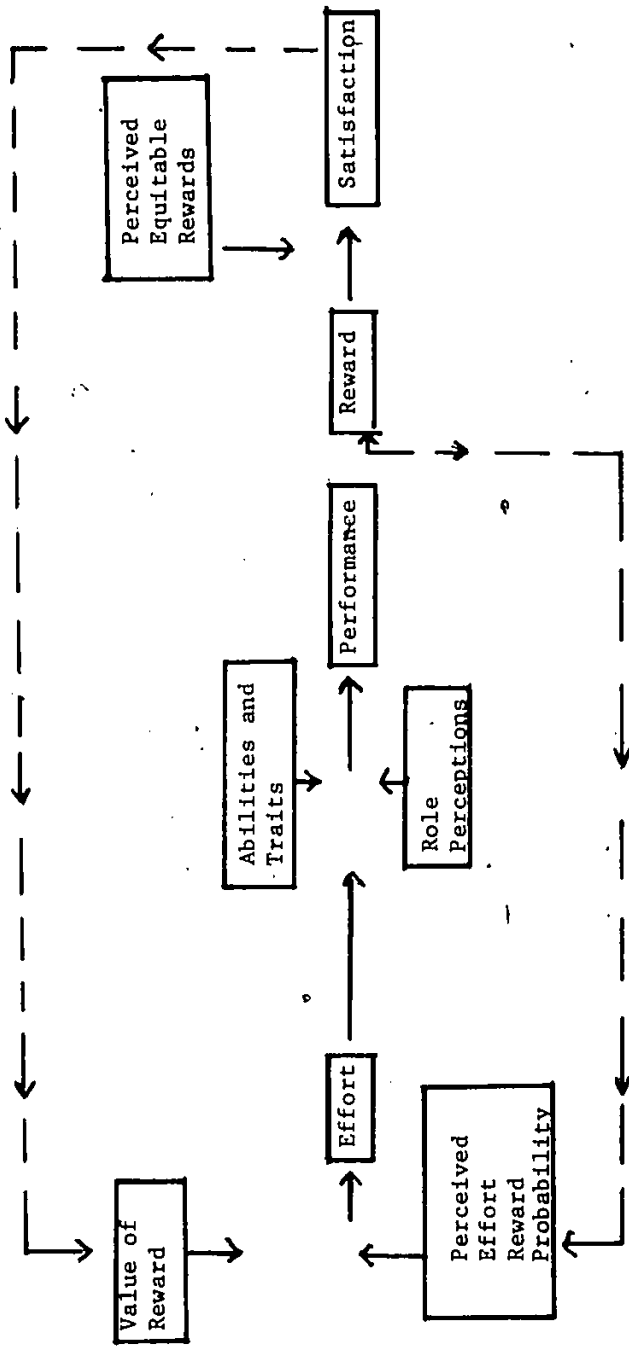 Value of
Reward
Perceived
Effort
Reward
Probability
Effort
Abilities and
Traits
Role
Perceptions
Performance
Reward
Perceived
Equitable
Rewards
Satisfaction